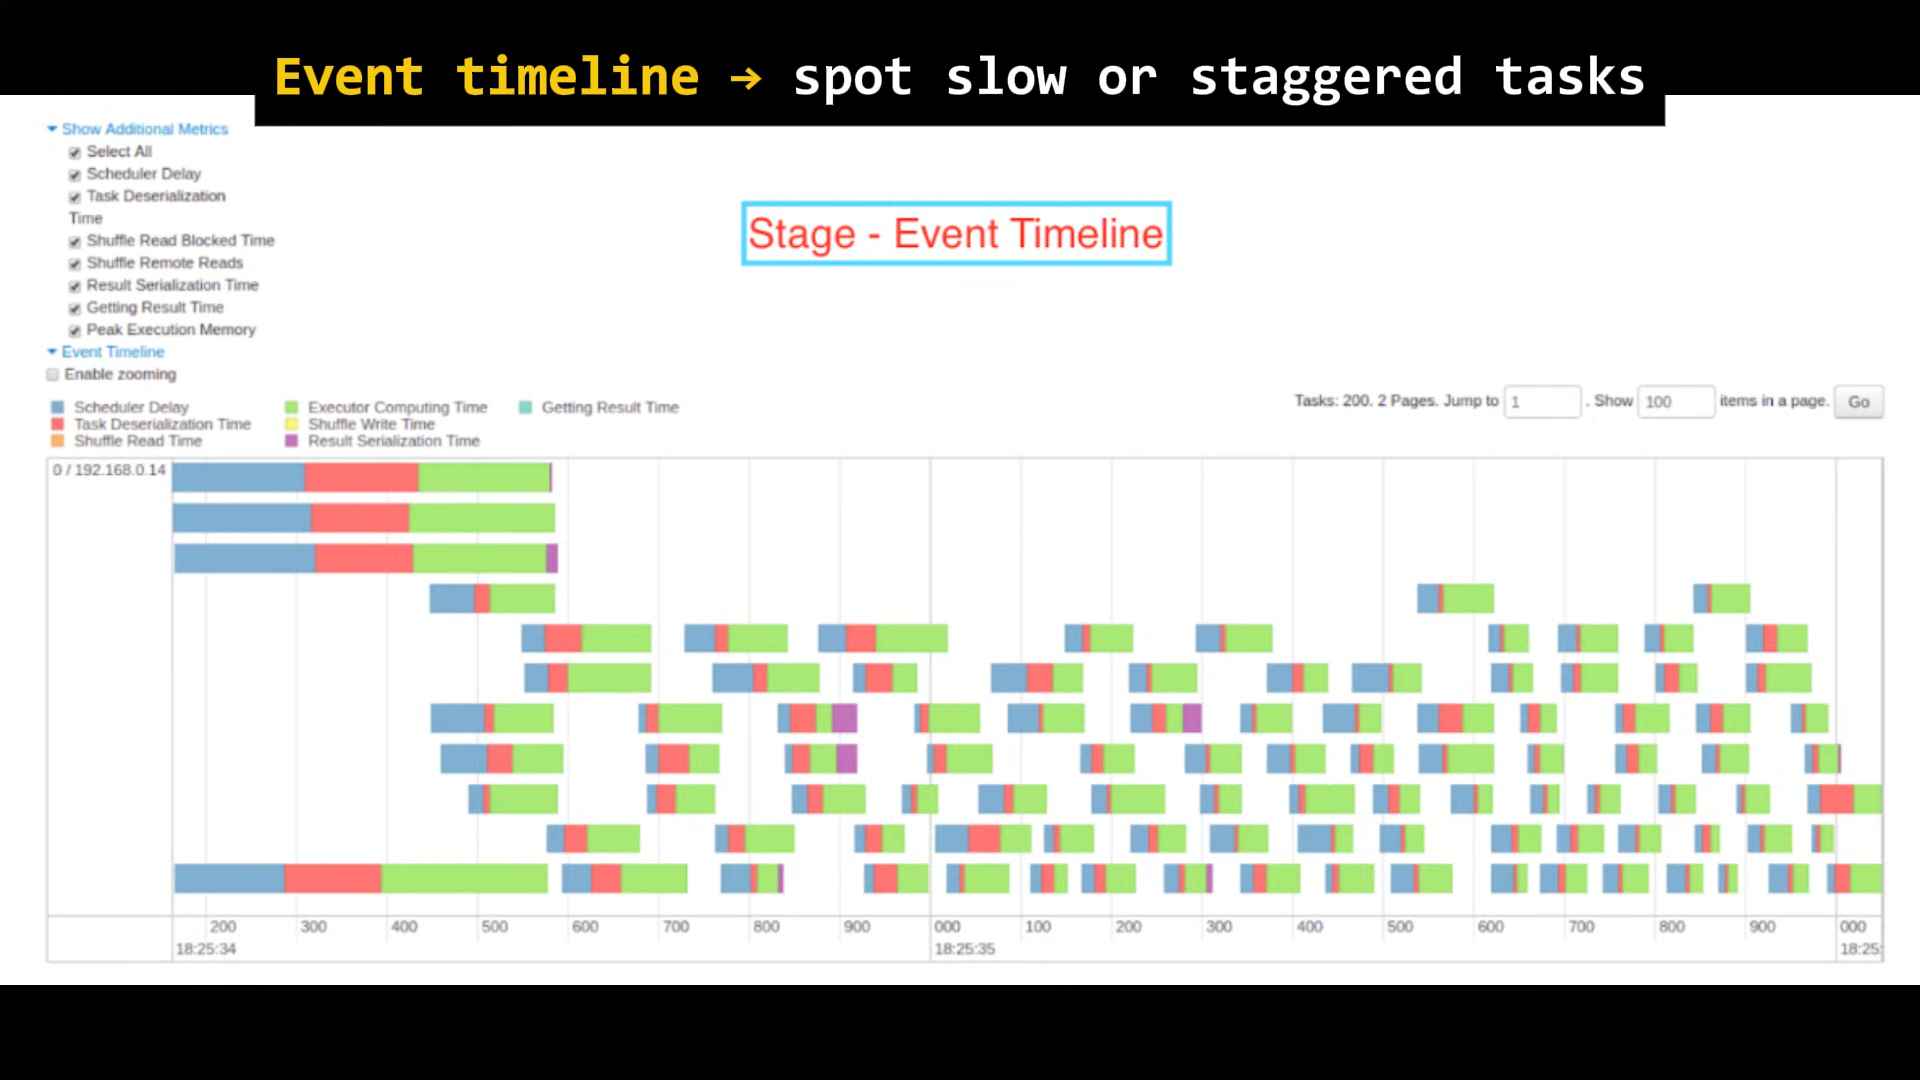 Event timeline → spot slow or staggered tasks
Show Additional Metrics
Select All
Scheduler Delay
Task Deserialization
Time
Shuffle Read Blocked Time
Shuffle Remote Reads
Result Serialization Time
Getting Result Time
Peak Execution Memory
Stage - Event Timeline
Event Timeline
Enable zooming
Tasks: 200. 2 Pages. Jump to 1 . Show 100 items in a page. Go
Scheduler Delay Executor Computing Time Getting Result Time
Task Deserialization Time Shuffle Write Time
Shuffle Read Time Result Serialization Time
0 / 192.168.0.14
200 300 400 500 600 700 800 900 000 100 200 300 400 500 600 700 800 900 000
18:25:34 18:25:35 18:25: